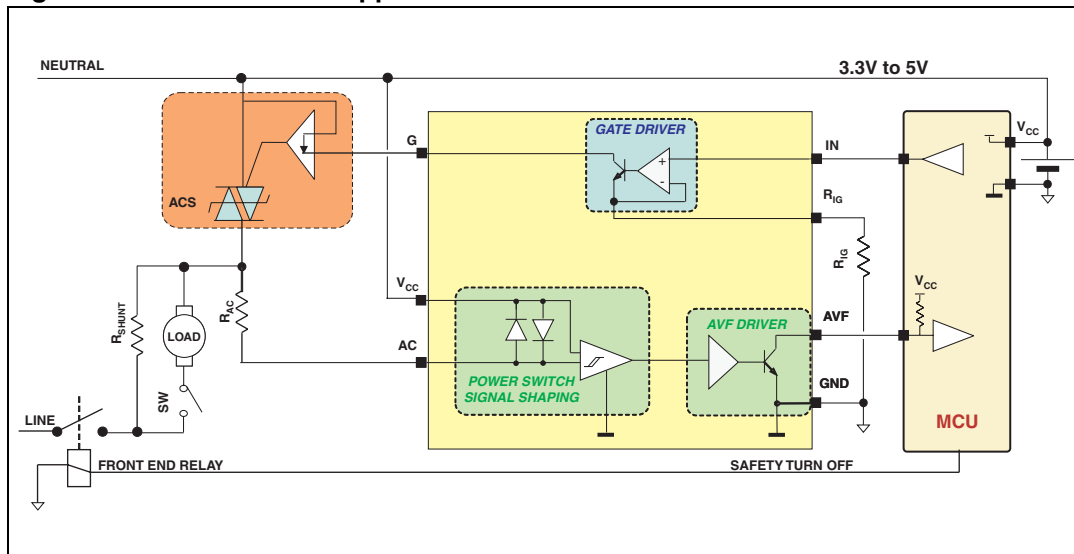 NEUTRAL
3.3V to 5V
GATE DRIVER
G
IN
VCC
+
-
ACS
RIG
RIG
VCC
VCC
RSHUNT
LOAD
RAC
AVF DRIVER
AVF
AC
POWER SWITCH
SIGNAL SHAPING
SW
GND
MCU
LINE
FRONT END RELAY
SAFETY TURN OFF